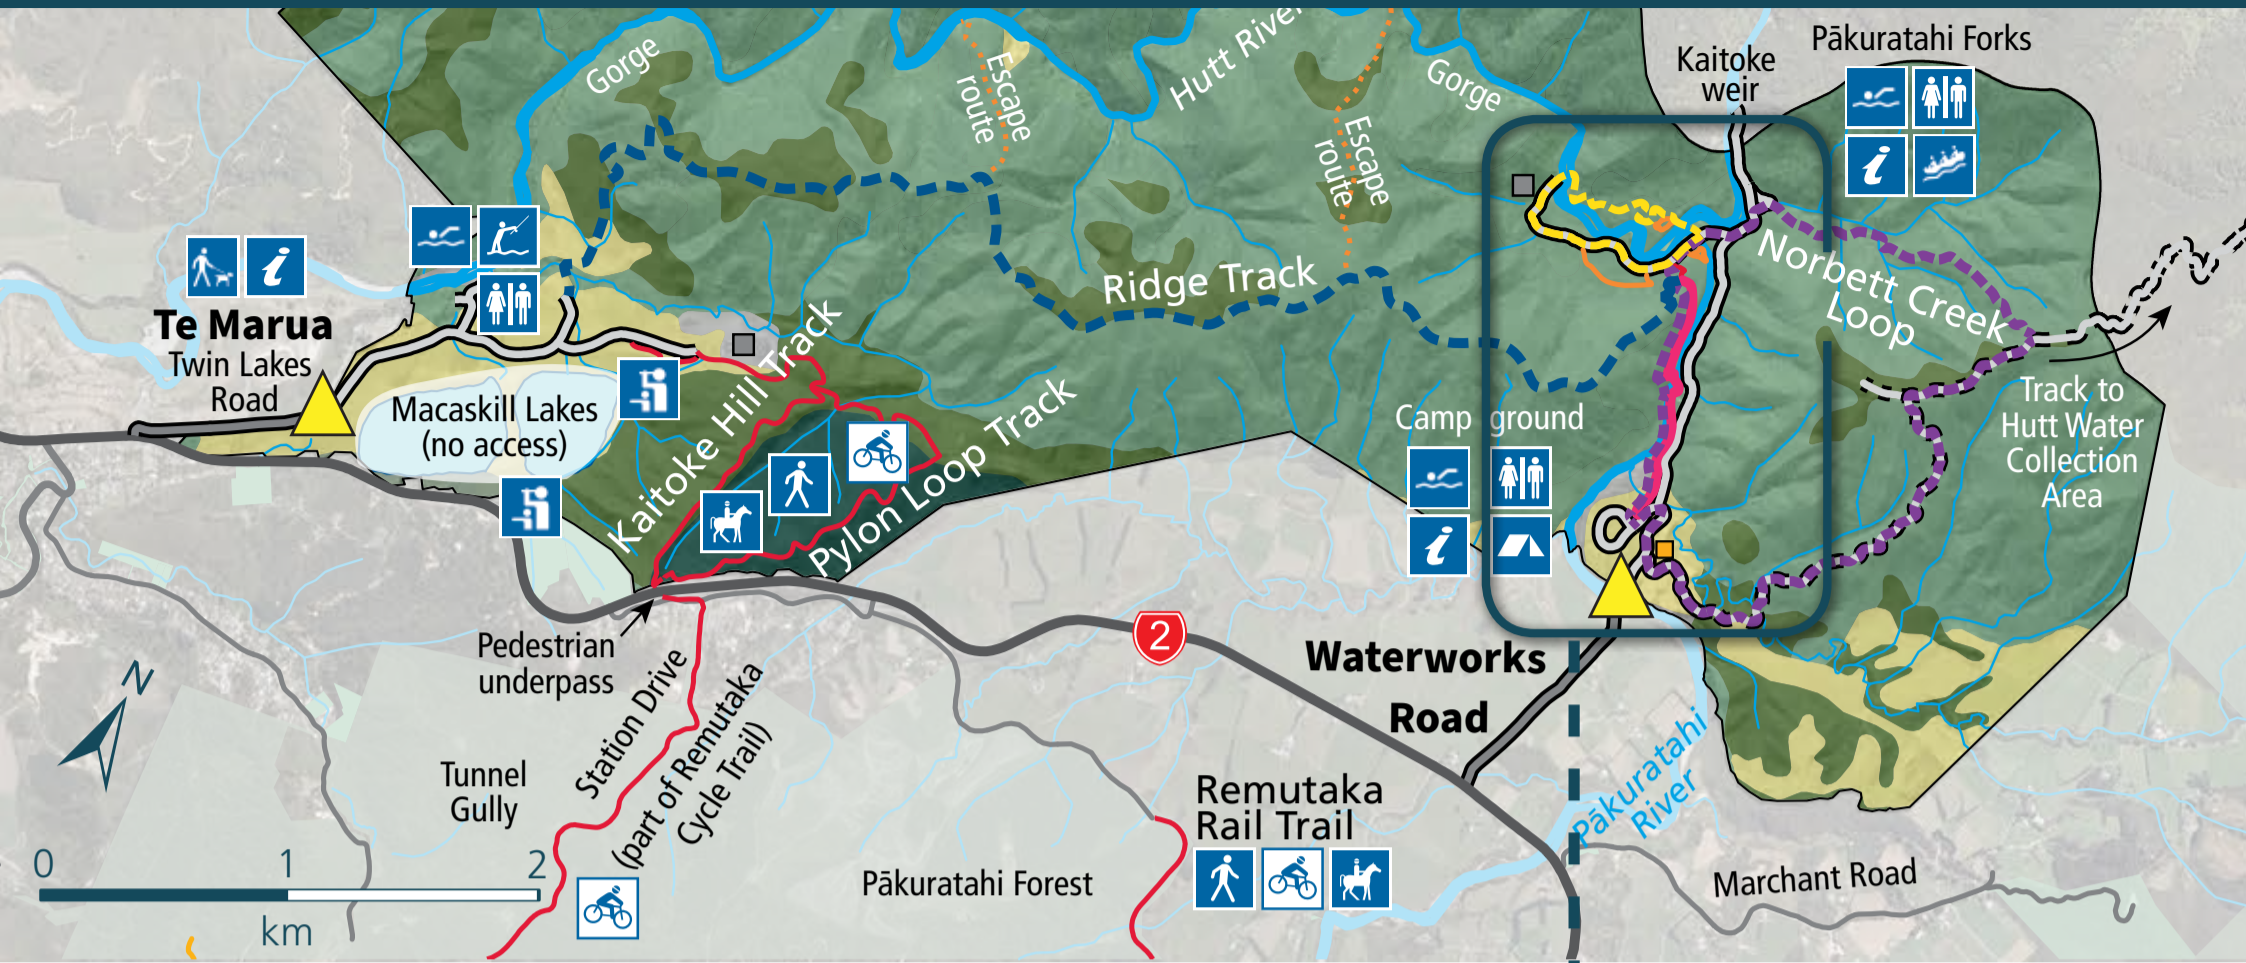 Pākuratahi Forks
Kaitoke
weir
Gorge
Escape
route
Hutt River
Gorge
Escape
route
Norbett Creek
Loop
Ridge Track
Te Marua
Twin Lakes
Road
Macaskill Lakes
(no access)
Kaitoke Hill Track
Pylon Loop Track
Camp ground
Track to
Hutt Water
Collection
Area
i
i
i
Pedestrian
underpass
2
Waterworks
Road
Station Drive
(part of Remutaka
Cycle Trail)
N
Tunnel
Gully
Pākuratahi
River
Remutaka
Rail Trail
Pākuratahi Forest
Marchant Road
0 1 2
km